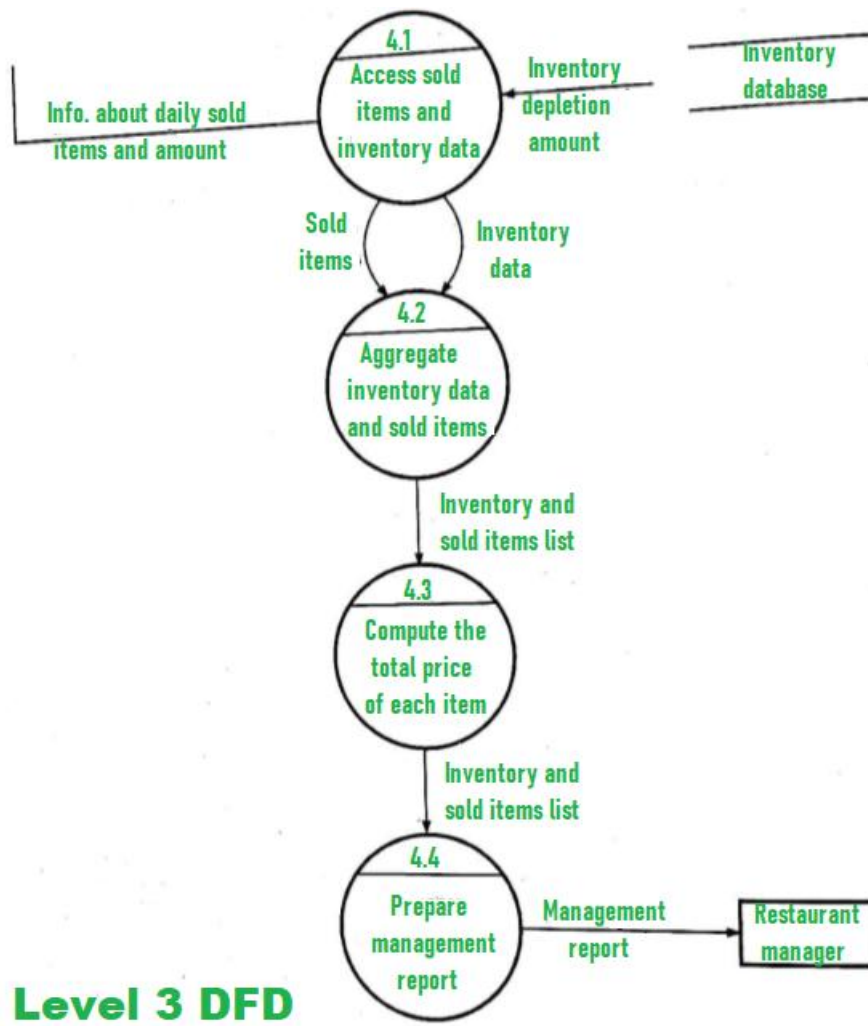 4.1
Access sold
items and
inventory data
Info. about daily sold
items and amount
Inventory
depletion
amount
Inventory
database
Sold
items
Inventory
data
4.2
Aggregate
inventory data
and sold items
Inventory and
sold items list
4.3
Compute the
total price
of each item
Inventory and
sold items list
4.4
Prepare
management
report
Management
report
Restaurant
manager
Level 3 DFD